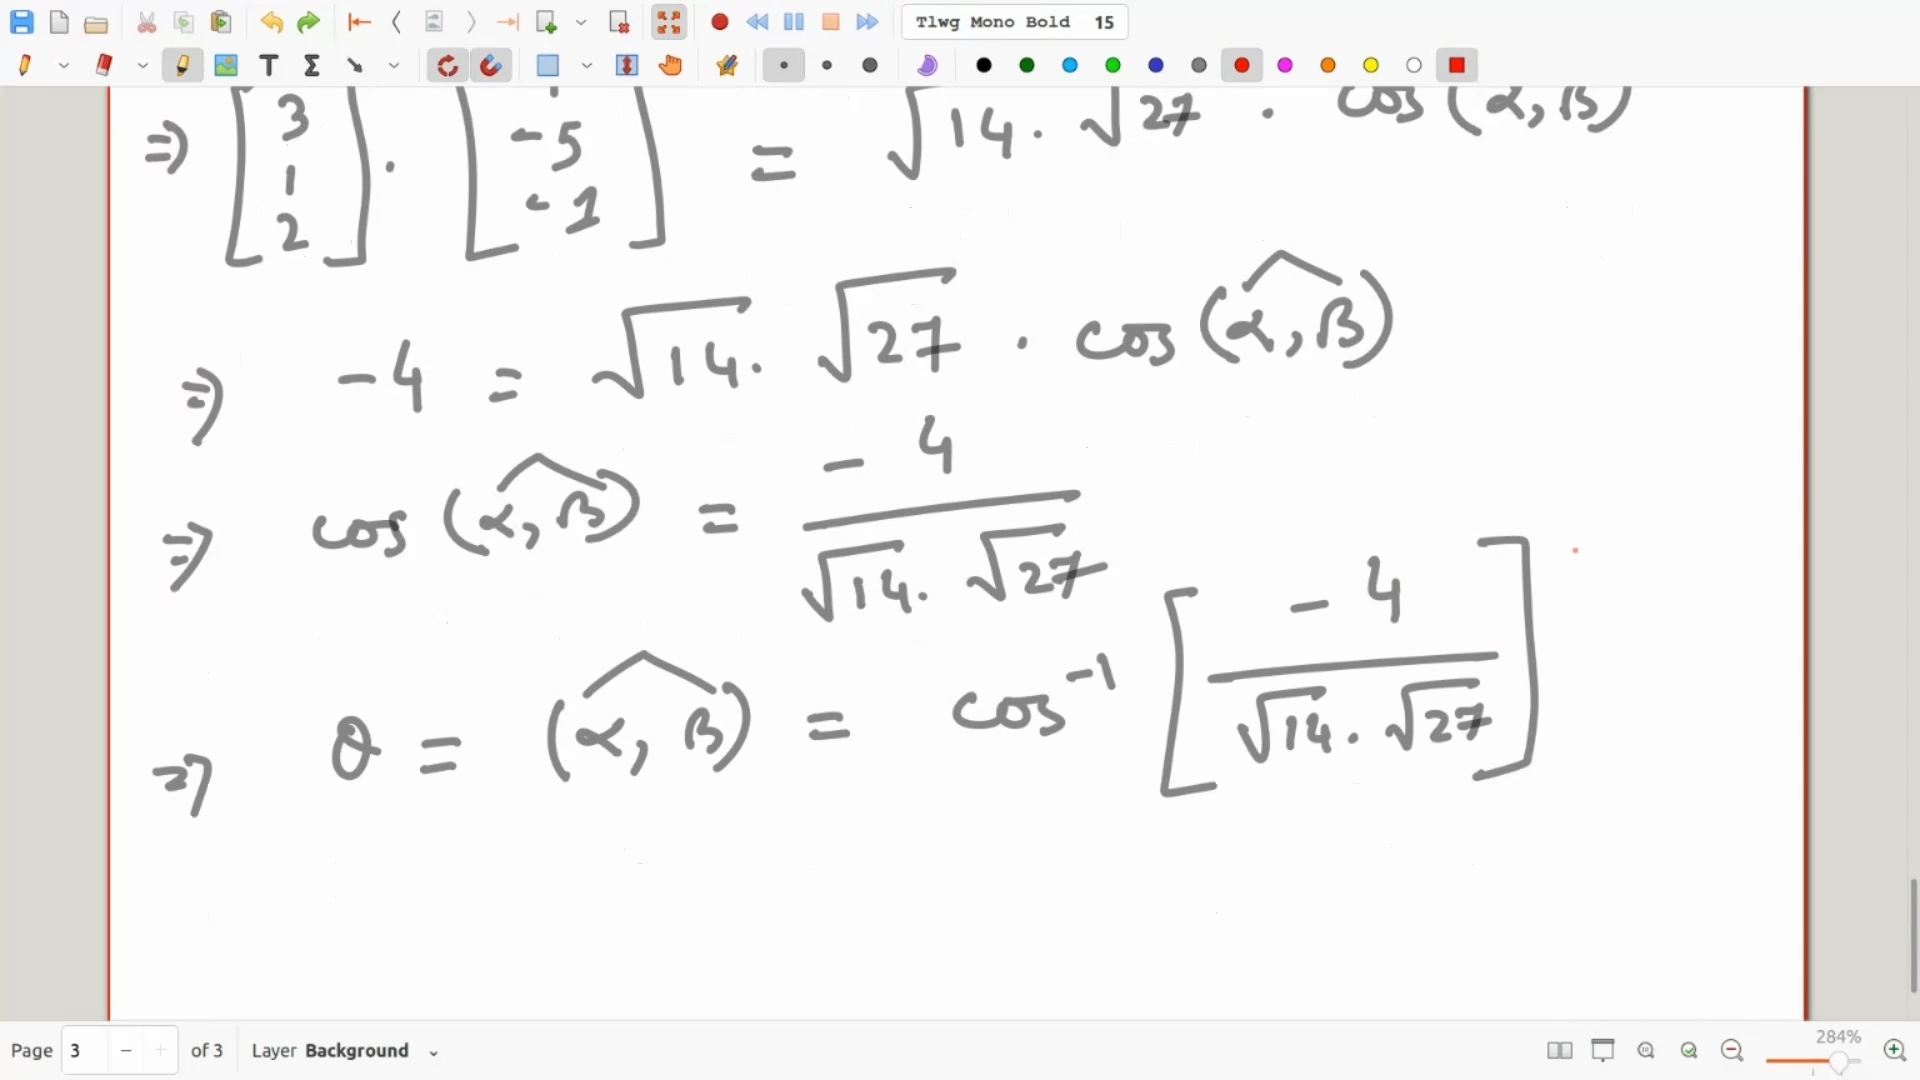 Tlwg Mono Bold 15
⇒ [3 1 2] · [-5 -1] = √14 · √27 · cos(α, β)
⇒ -4 = √14 · √27 · cos(α, β)
⇒ cos(α, β) = -4 / (√14 · √27)
⇒ θ = (α, β) = cos⁻¹ [-4 / (√14 · √27)]
Page 3 - + of 3 Layer Background 284%